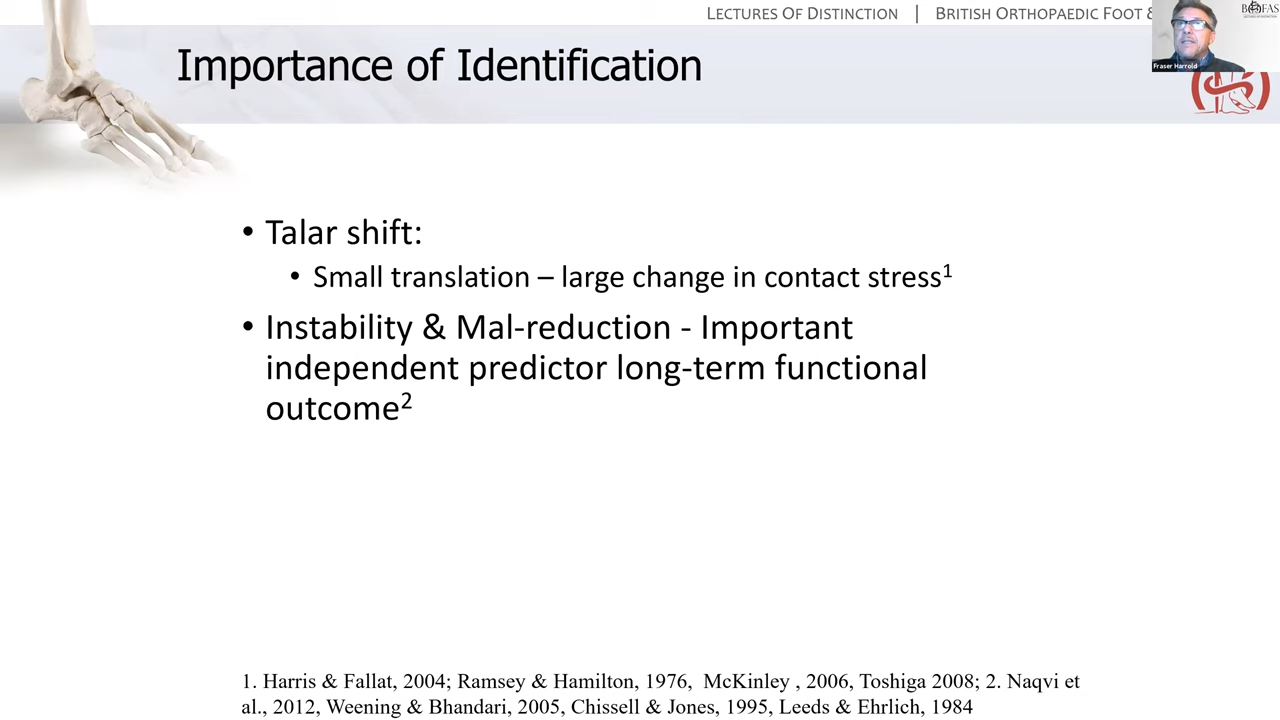 LECTURES OF DISTINCTION | BRITISH ORTHOPAEDIC FOOT &
Fraser Harrold
Importance of Identification
• Talar shift:
• Small translation – large change in contact stress1
• Instability & Mal-reduction - Important
independent predictor long-term functional
outcome2
1. Harris & Fallat, 2004; Ramsey & Hamilton, 1976, McKinley , 2006, Toshiga 2008; 2. Naqvi et
al., 2012, Weening & Bhandari, 2005, Chissell & Jones, 1995, Leeds & Ehrlich, 1984